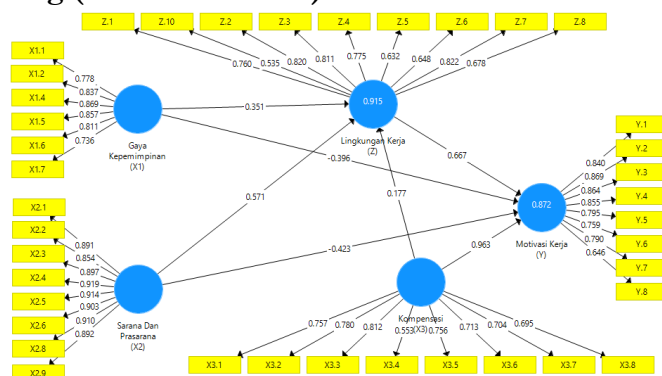 Z.1 Z.10 Z.2 Z.3 Z.4 Z.5 Z.6 Z.7 Z.8
0.760 0.535 0.820 0.811 0.775 0.632 0.648 0.822 0.678
X1.1
X1.2
X1.4
X1.5
X1.6
X1.7
0.778
0.837
0.869
0.857
0.811
0.736
Gaya
Kepemimpinan
(X1)
0.351
-0.396
0.915
Lingkungan Kerja
(Z)
0.571
0.177
0.667
X2.1
X2.2
X2.3
X2.4
X2.5
X2.6
X2.8
X2.9
0.891
0.854
0.897
0.919
0.914
0.903
0.910
0.892
Sarana Dan
Prasarana
(X2)
-0.423
0.963
0.872
Motivasi Kerja
(Y)
0.840
0.869
0.864
0.855
0.795
0.759
0.790
0.646
Y.1
Y.2
Y.3
Y.4
Y.5
Y.6
Y.7
Y.8
Kompensasi
(X3)
0.757 0.780 0.812 0.553 0.756 0.713 0.704 0.695
X3.1 X3.2 X3.3 X3.4 X3.5 X3.6 X3.7 X3.8